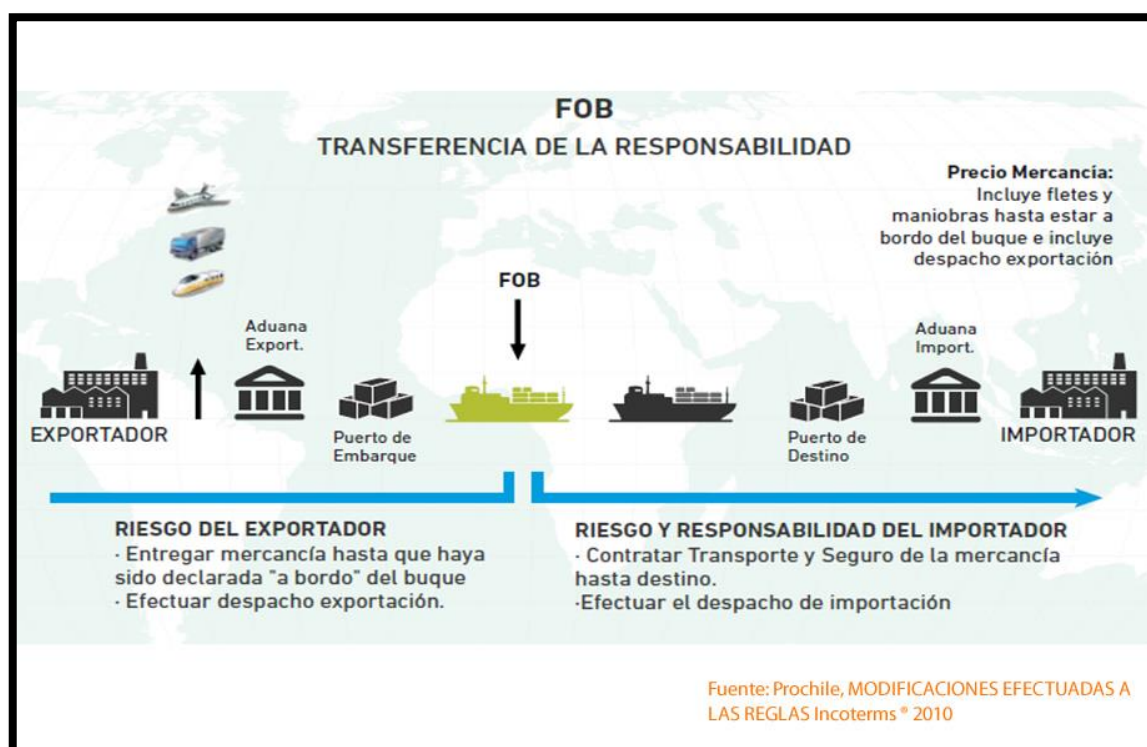 FOB
TRANSFERENCIA DE LA RESPONSABILIDAD
Precio Mercancía:
Incluye fletes y
maniobras hasta estar a
bordo del buque e incluye
despacho exportación
FOB
Aduana
Export.
Aduana
Import.
EXPORTADOR
Puerto de
Embarque
Puerto de
Destino
IMPORTADOR
RIESGO DEL EXPORTADOR
· Entregar mercancía hasta que haya
sido declarada "a bordo" del buque
· Efectuar despacho exportación.
RIESGO Y RESPONSABILIDAD DEL IMPORTADOR
· Contratar Transporte y Seguro de la mercancía
hasta destino.
·Efectuar el despacho de importación
Fuente: Prochile, MODIFICACIONES EFECTUADAS A
LAS REGLAS Incoterms ® 2010